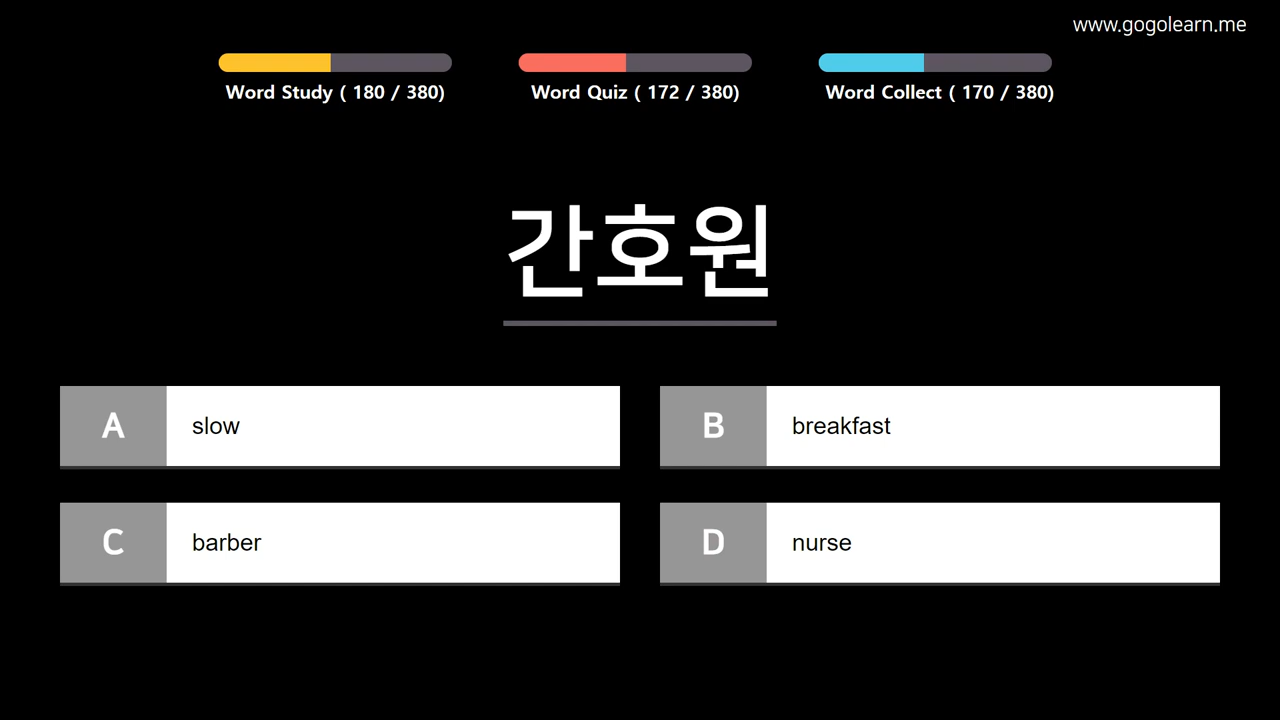 www.gogolearn.me
Word Study ( 180 / 380)
Word Quiz ( 172 / 380)
Word Collect ( 170 / 380)
간호원
A slow
B breakfast
C barber
D nurse